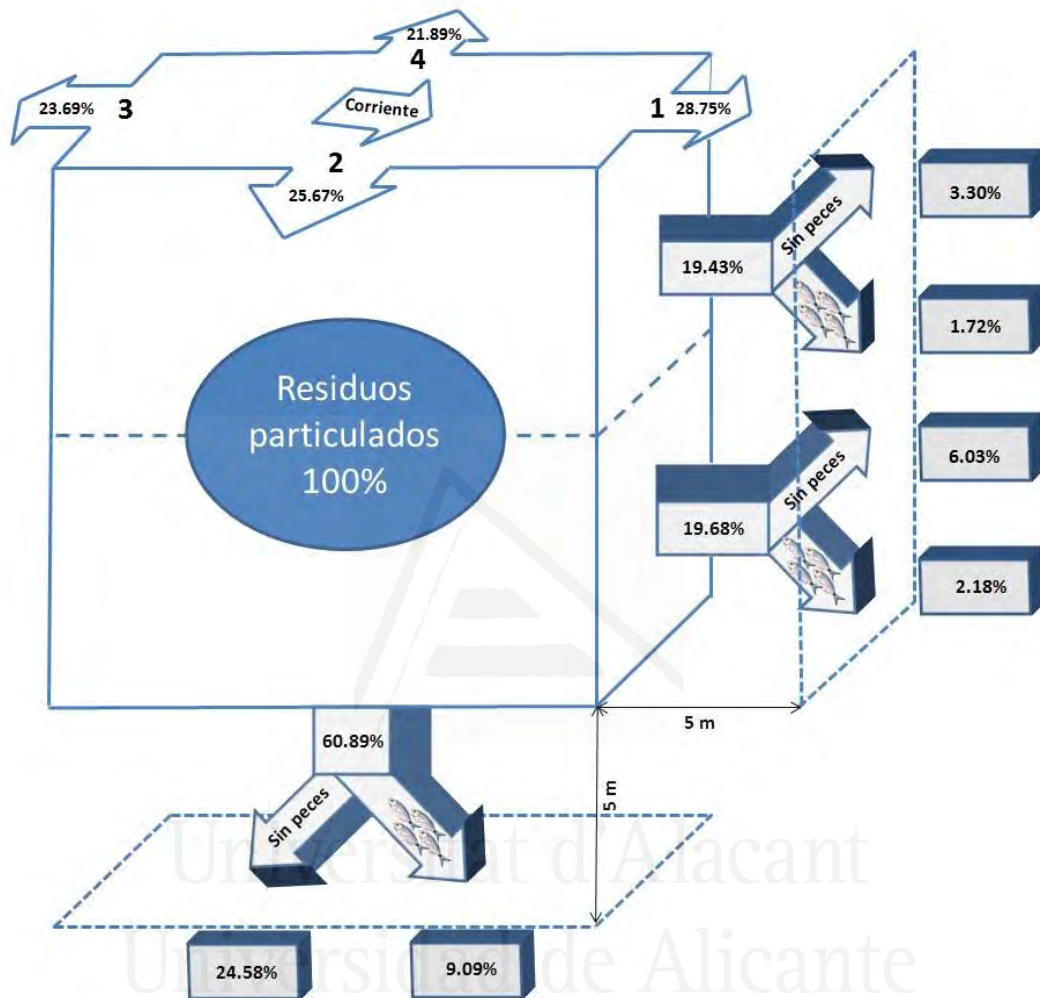 21.89%
4
23.69%
3
Corriente
1
28.75%
2
25.67%
Sin peces
3.30%
19.43%
1.72%
Residuos
particulados
100%
Sin peces
6.03%
19.68%
2.18%
5 m
60.89%
Sin peces
5 m
Universitat d'Alacant
Universidad de Alicante
24.58%
9.09%